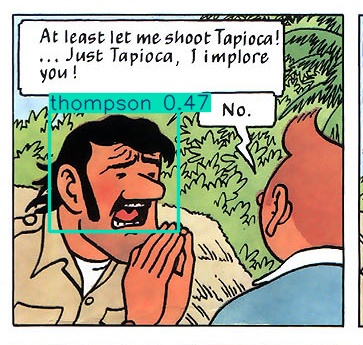 At least let me shoot Tapioca!
... Just Tapioca, I implore
you!
thompson 0.47
No.